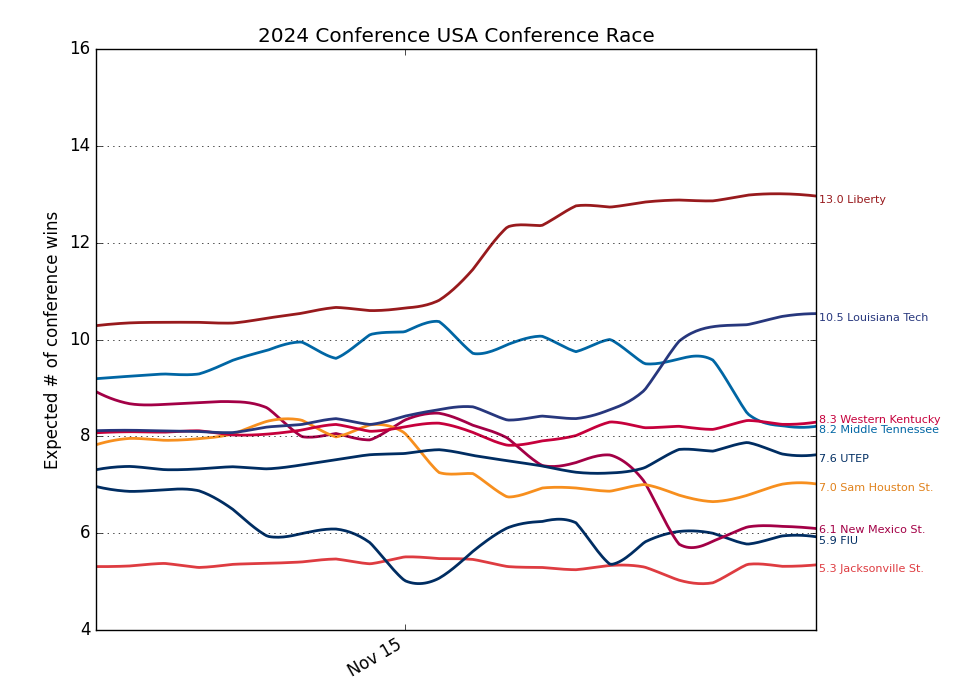 2024 Conference USA Conference Race
Expected # of conference wins
16
14
12
10
8
6
4
Nov 15
13.0 Liberty
10.5 Louisiana Tech
8.3 Western Kentucky
8.2 Middle Tennessee
7.6 UTEP
7.0 Sam Houston St.
6.1 New Mexico St.
5.9 FIU
5.3 Jacksonville St.